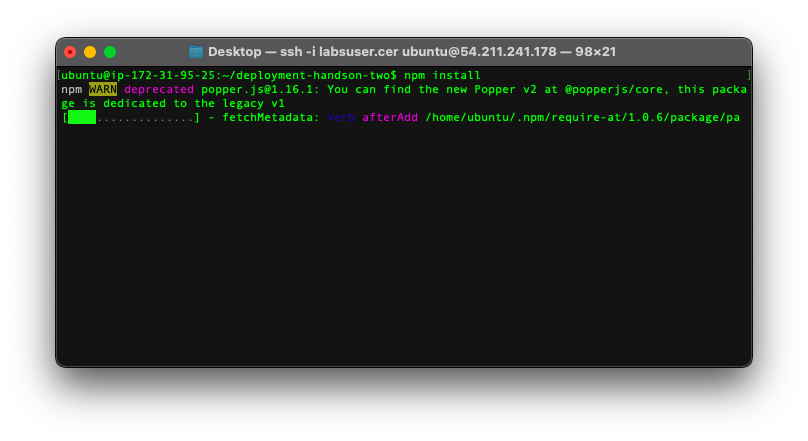 Desktop — ssh -i labsuser.cer ubuntu@54.211.241.178 — 98×21
[ubuntu@ip-172-31-95-25:~/deployment-handson-two$ npm install ]
npm WARN deprecated popper.js@1.16.1: You can find the new Popper v2 at @popperjs/core, this packa
ge is dedicated to the legacy v1
[ ..............] - fetchMetadata: verb afterAdd /home/ubuntu/.npm/require-at/1.0.6/package/pa